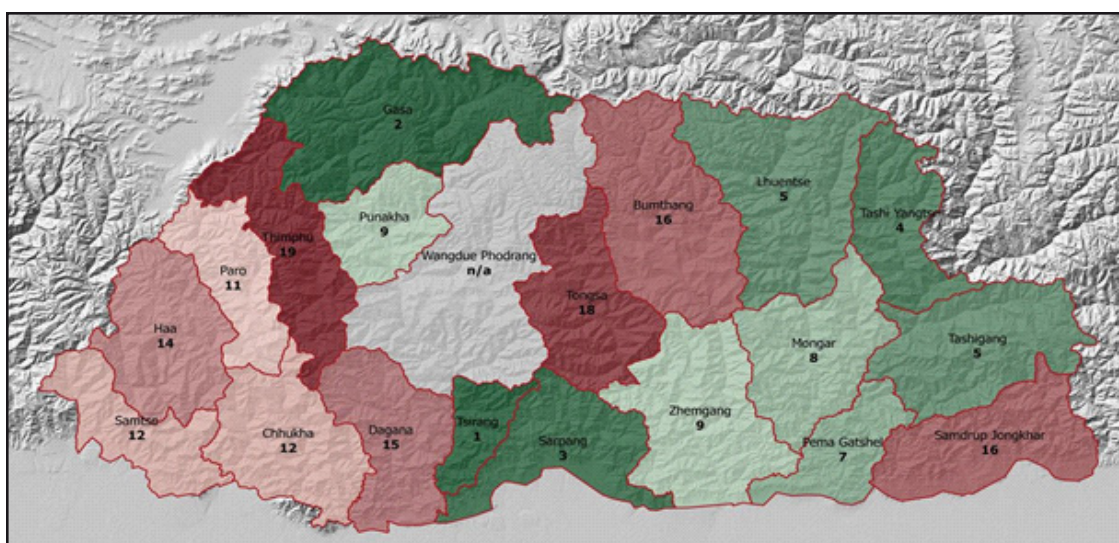 Gasa
2
Punakha
9
Wangdue Phodrang
n/a
Thimphu
19
Paro
11
Haa
14
Samtse
12
Chhukha
12
Dagana
15
Tsirang
1
Sarpang
3
Tongsa
18
Bumthang
16
Lhuentse
5
Tashi Yangtse
4
Mongar
8
Tashigang
5
Zhemgang
9
Pema Gatshel
7
Samdrup Jongkhar
16